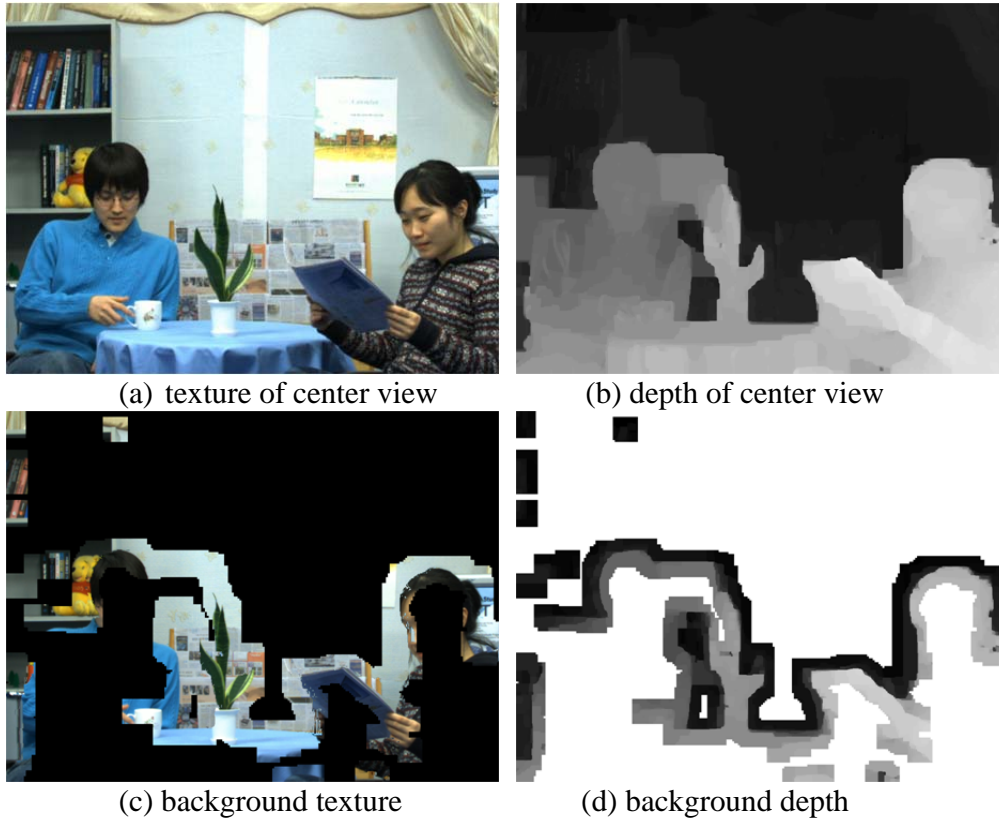 (a) texture of center view
(b) depth of center view
(c) background texture
(d) background depth